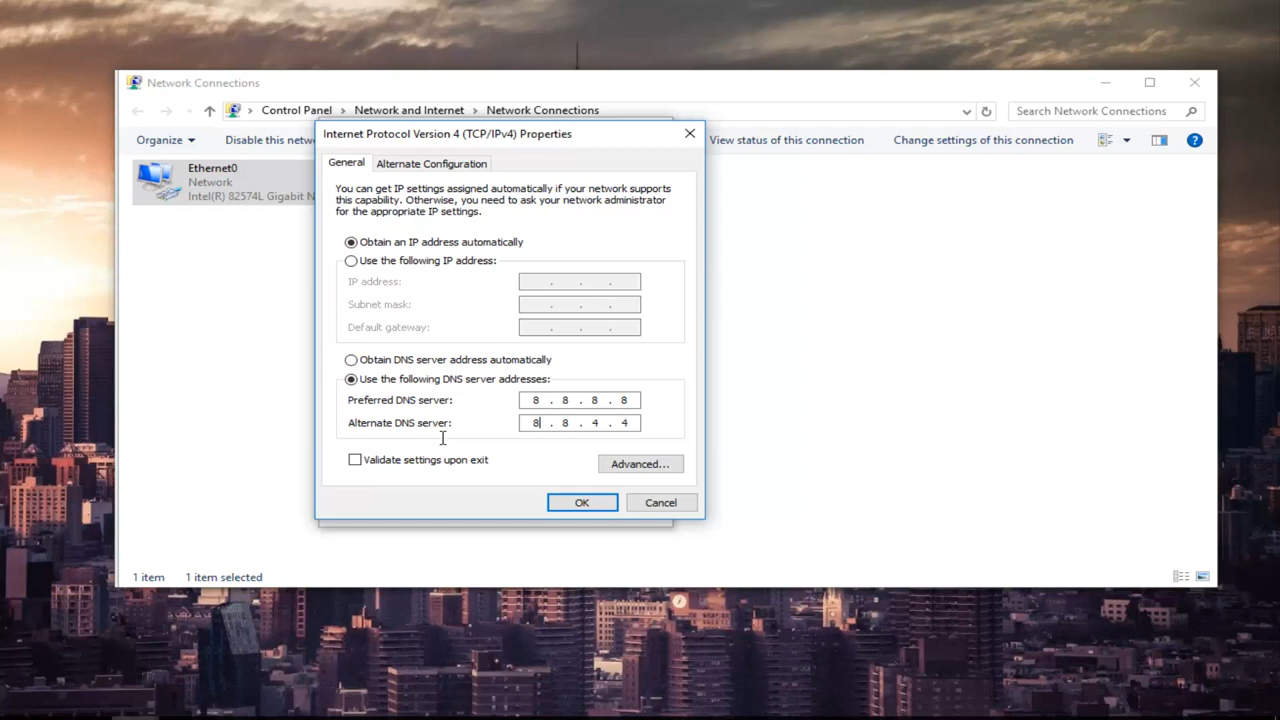 Network Connections
Control Panel > Network and Internet > Network Connections
Search Network Connections
Organize
Disable this netw
View status of this connection
Change settings of this connection
Ethernet0
Network
Intel(R) 82574L Gigabit N
Internet Protocol Version 4 (TCP/IPv4) Properties
General
Alternate Configuration
You can get IP settings assigned automatically if your network supports
this capability. Otherwise, you need to ask your network administrator
for the appropriate IP settings.
Obtain an IP address automatically
Use the following IP address:
IP address: . . .
Subnet mask: . . .
Default gateway: . . .
Obtain DNS server address automatically
Use the following DNS server addresses:
Preferred DNS server: 8 . 8 . 8 . 8
Alternate DNS server: 8 . 8 . 4 . 4
Validate settings upon exit
Advanced...
OK
Cancel
1 item
1 item selected